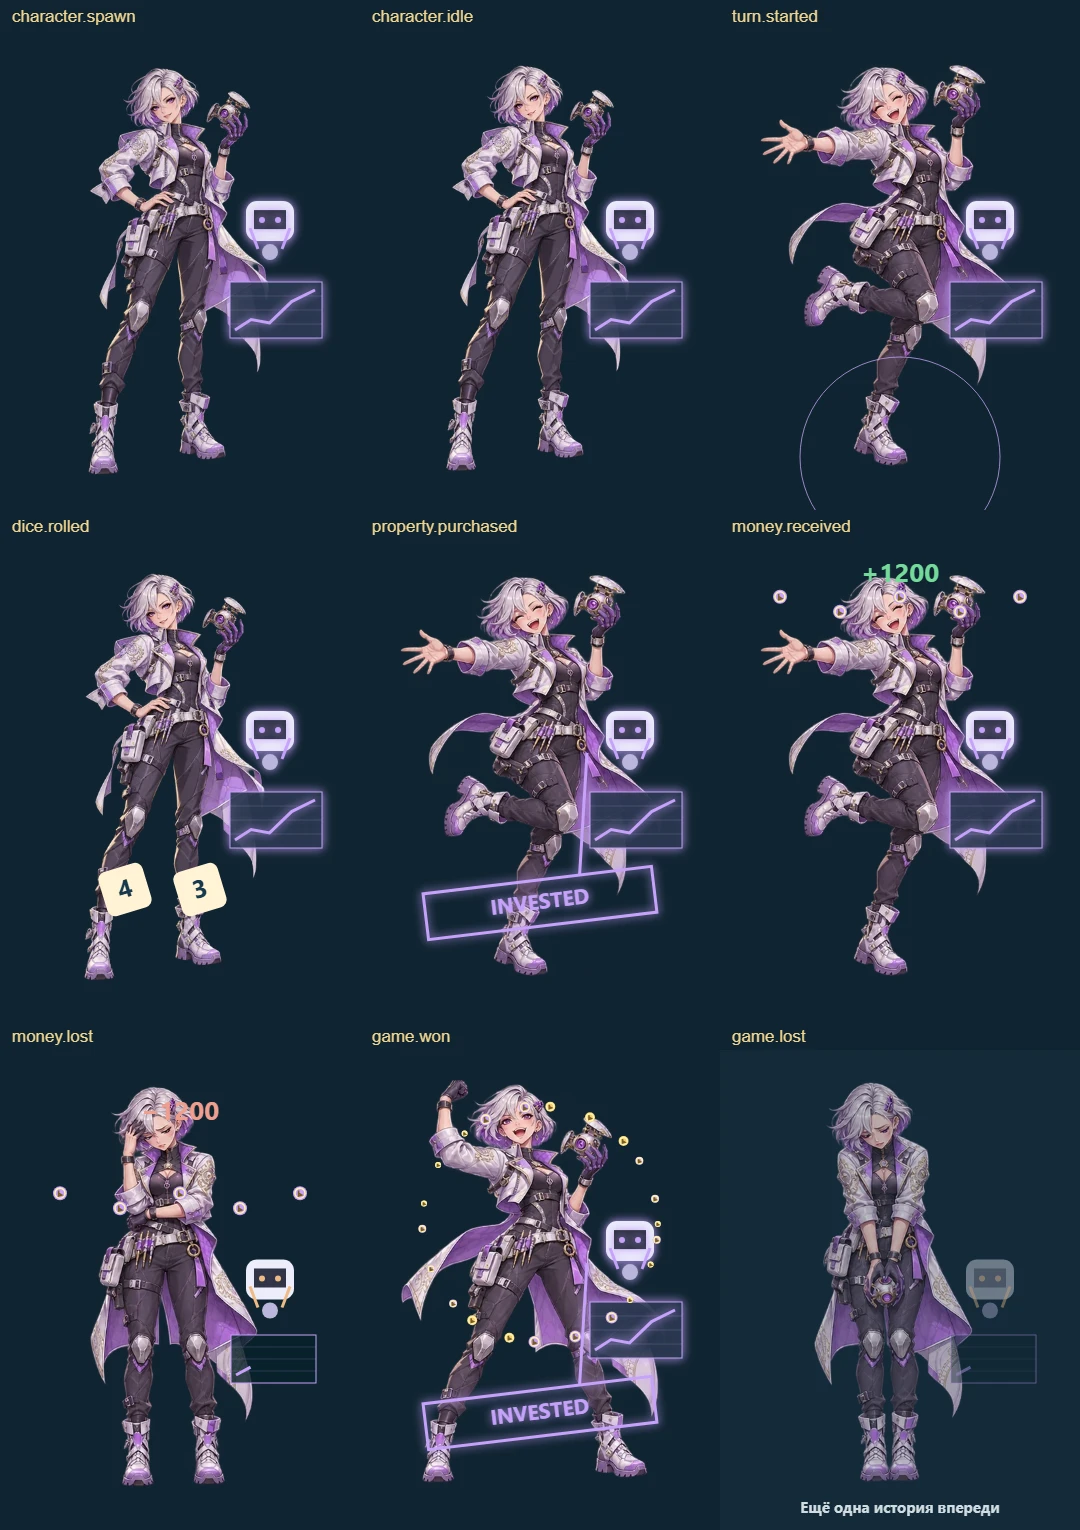 character.spawn
character.idle
turn.started
dice.rolled
property.purchased
money.received
+1200
4
3
INVESTED
money.lost
game.won
game.lost
-1200
INVESTED
Ещё одна история впереди